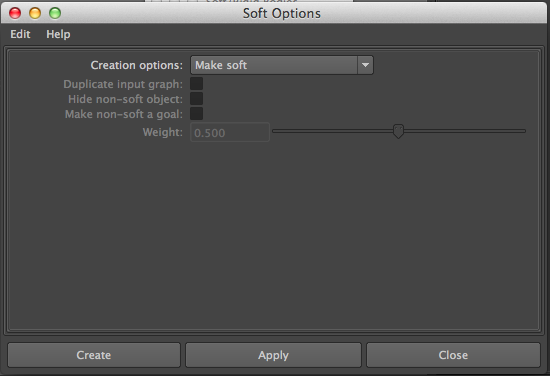 Soft Options
Edit Help
Creation options: Make soft
Duplicate input graph:
Hide non-soft object:
Make non-soft a goal:
Weight: 0.500
Create Apply Close